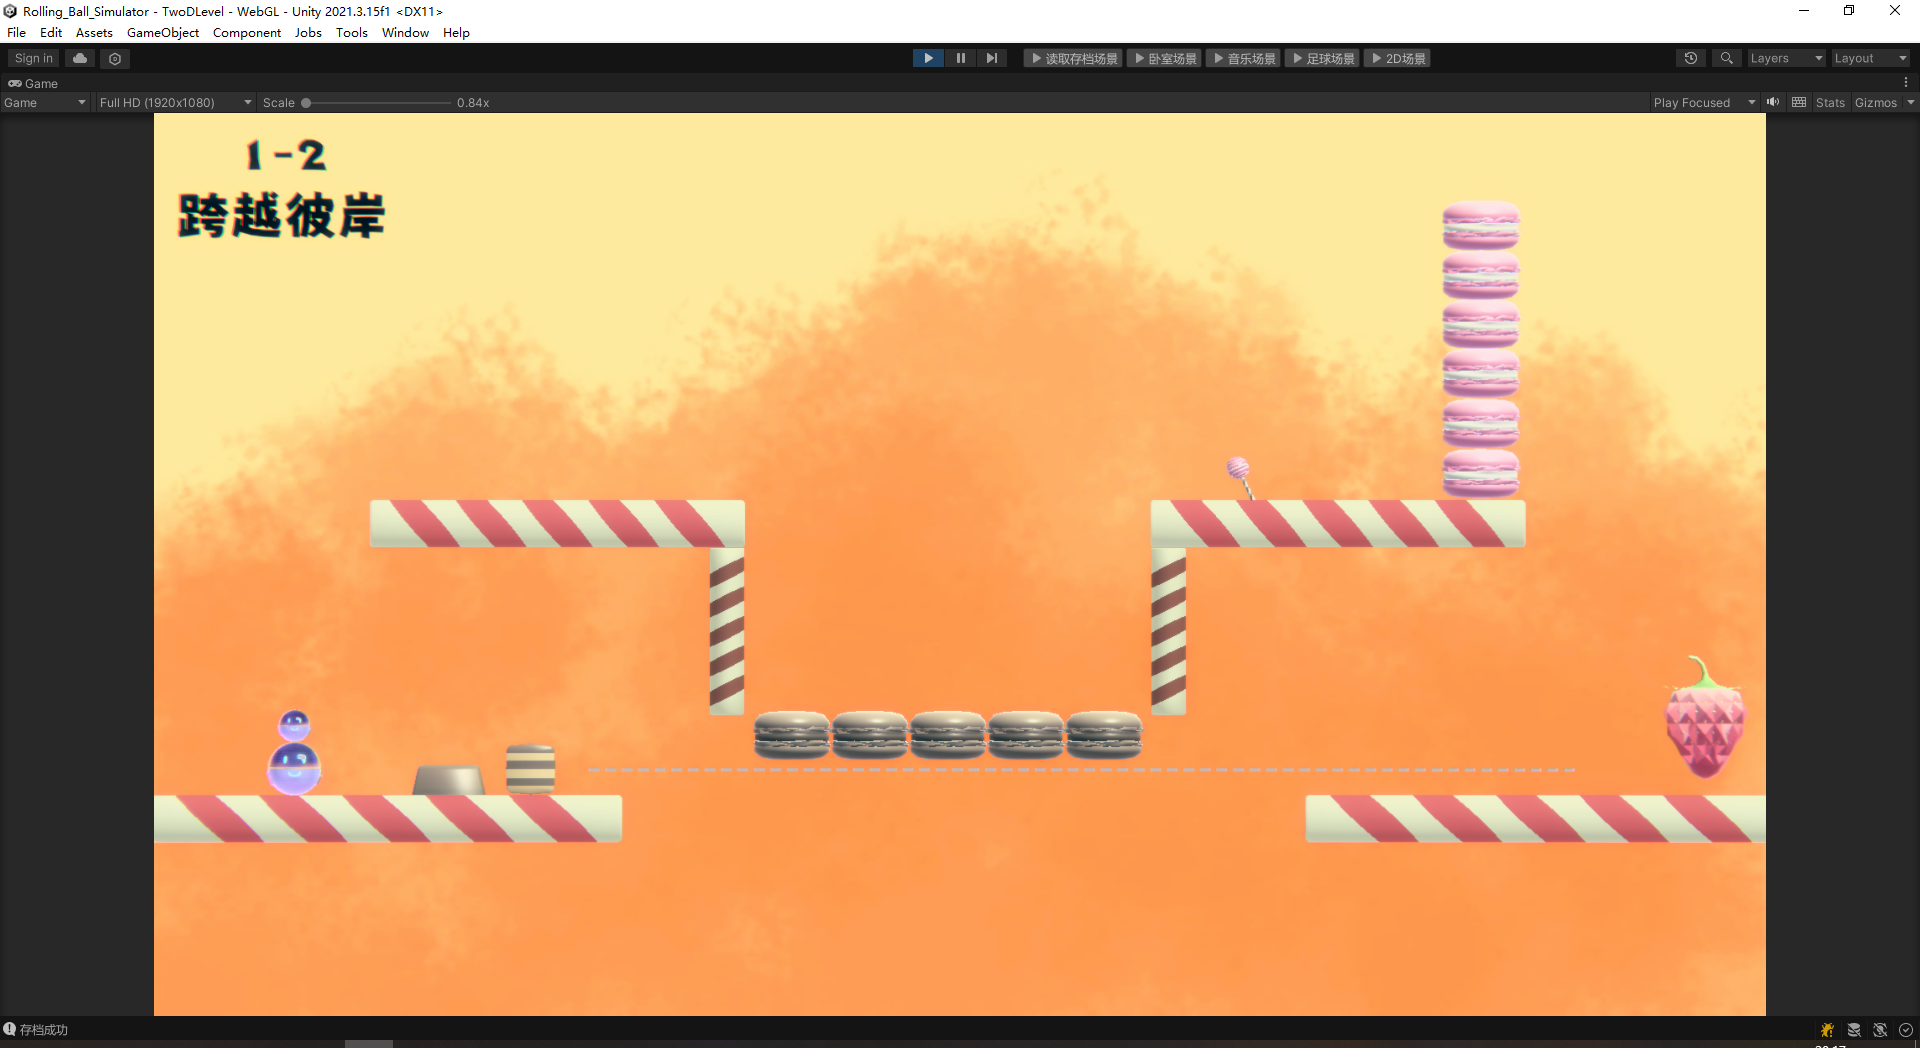 Rolling_Ball_Simulator - TwoDLevel - WebGL - Unity 2021.3.15f1 <DX11>
File Edit Assets GameObject Component Jobs Tools Window Help
Sign in 读取存档场景 卧室场景 音乐场景 足球场景 2D场景 Layers Layout
Game
Game Full HD (1920x1080) Scale 0.84x Play Focused Stats Gizmos
1-2
跨越彼岸
存档成功